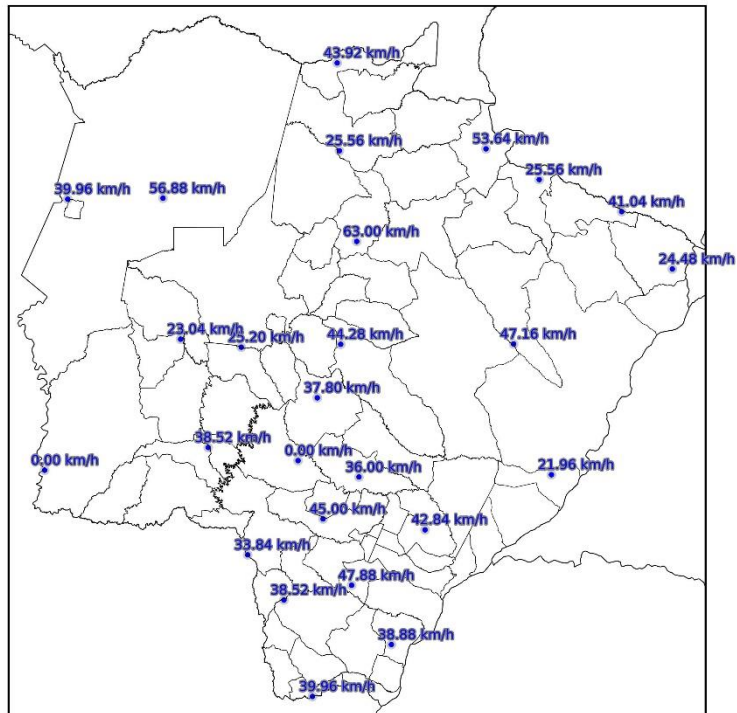 43.92 km/h
53.64 km/h
25.56 km/h
25.56 km/h
39.96 km/h
56.88 km/h
41.04 km/h
63.00 km/h
24.48 km/h
23.04 km/h
25.20 km/h
44.28 km/h
47.16 km/h
37.80 km/h
38.52 km/h
0.00 km/h
0.00 km/h
36.00 km/h
21.96 km/h
45.00 km/h
42.84 km/h
33.84 km/h
47.88 km/h
38.52 km/h
38.88 km/h
39.96 km/h